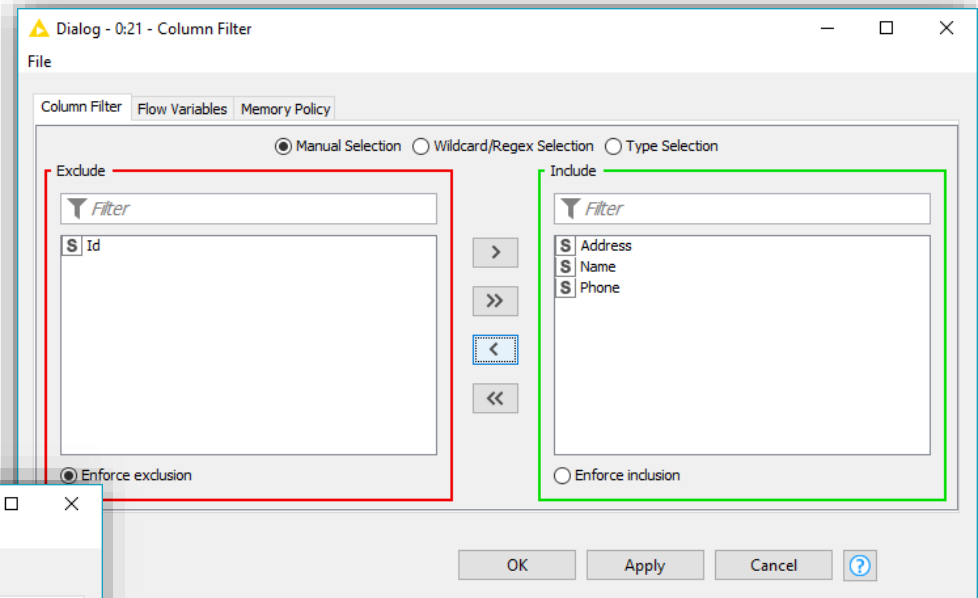 Dialog - 0:21 - Column Filter
File
Column Filter Flow Variables Memory Policy
Manual Selection Wildcard/Regex Selection Type Selection
Exclude
Include
Filter
Filter
S Id
S Address
S Name
S Phone
>
>>
<
<<
Enforce exclusion
Enforce inclusion
OK Apply Cancel ?